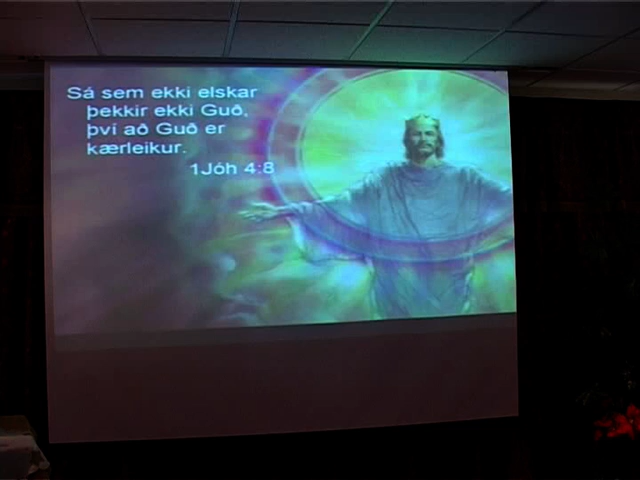 Sá sem ekki elskar
þekkir ekki Guð,
því að Guð er
kærleikur.
1Jóh 4:8